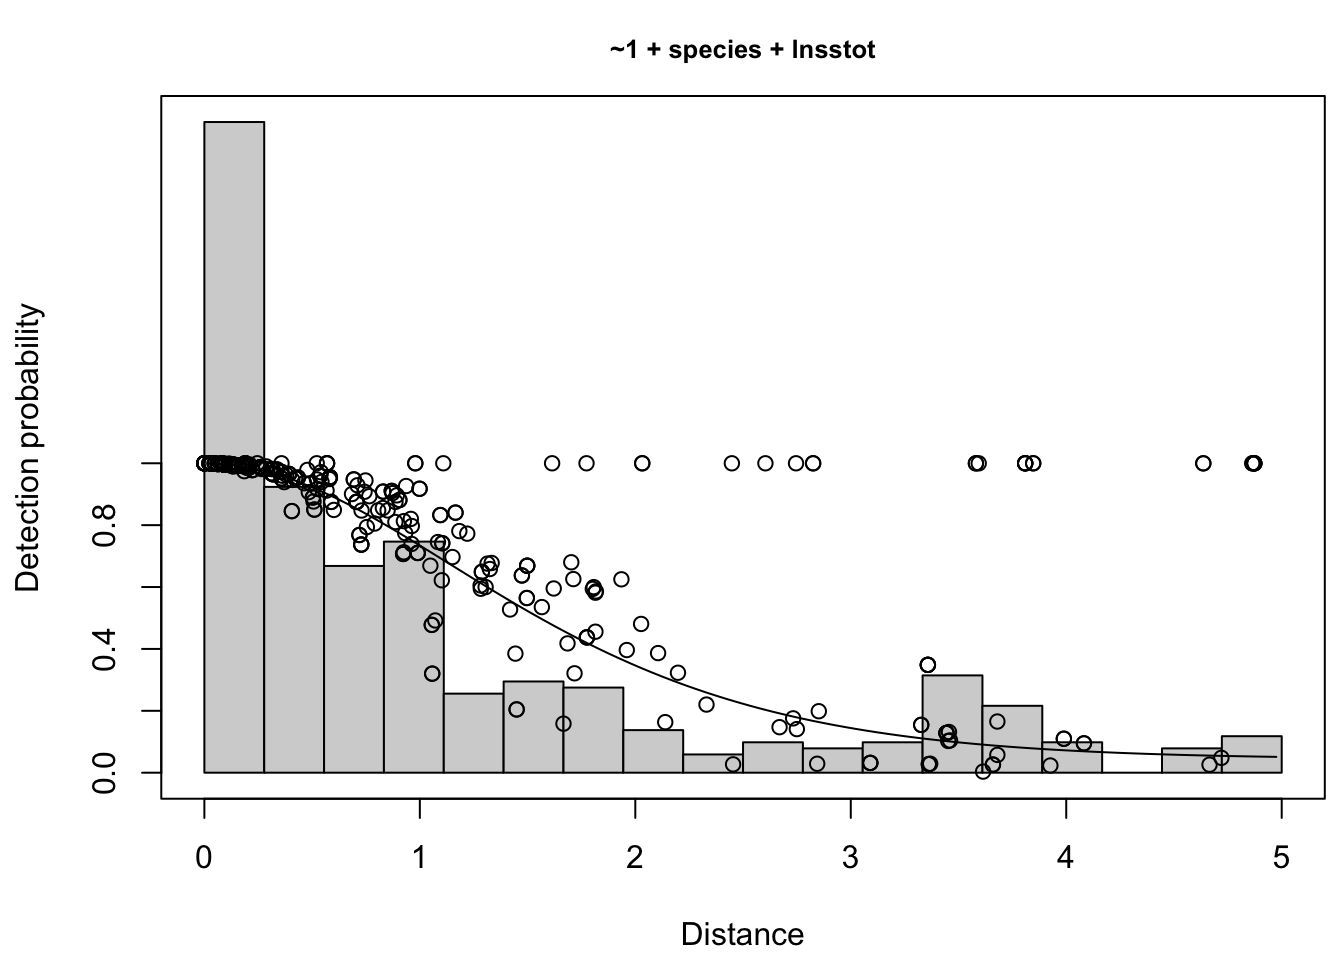 ~1 + species + lnsstot
Detection probability
0.8
0.4
0.0
0 1 2 3 4 5
Distance